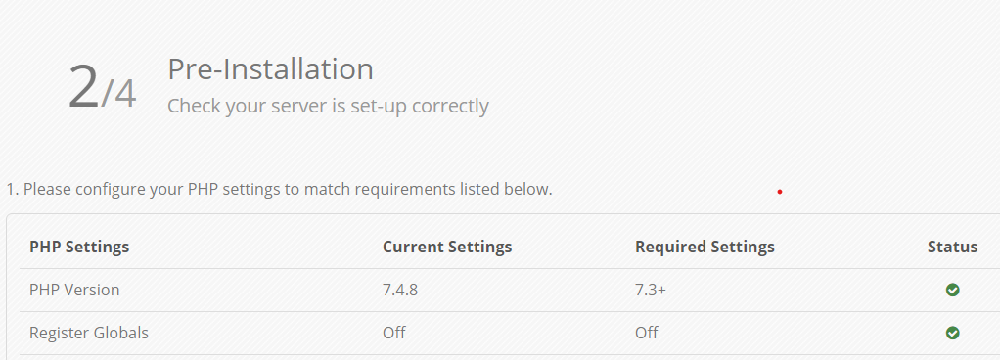 2/4
Pre-Installation
Check your server is set-up correctly
1. Please configure your PHP settings to match requirements listed below.
PHP Settings Current Settings Required Settings Status
PHP Version 7.4.8 7.3+
Register Globals Off Off